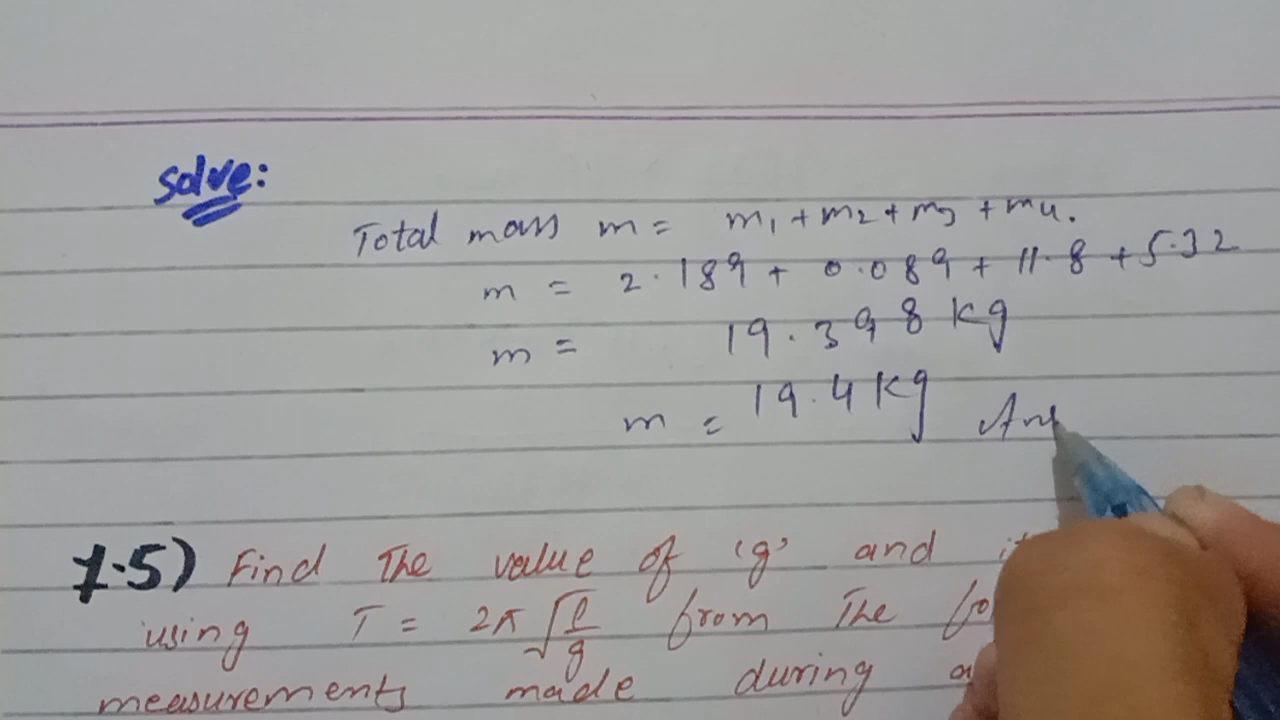 Solve:
Total mass m = m₁ + m₂ + m₃ + m₄.
m = 2.189 + 0.089 + 11.8 + 5.32
m = 19.398 kg
m = 19.4 kg Ans
1.5) Find The value of 'g' and
using T = 2π √l/g from The
measurements made during